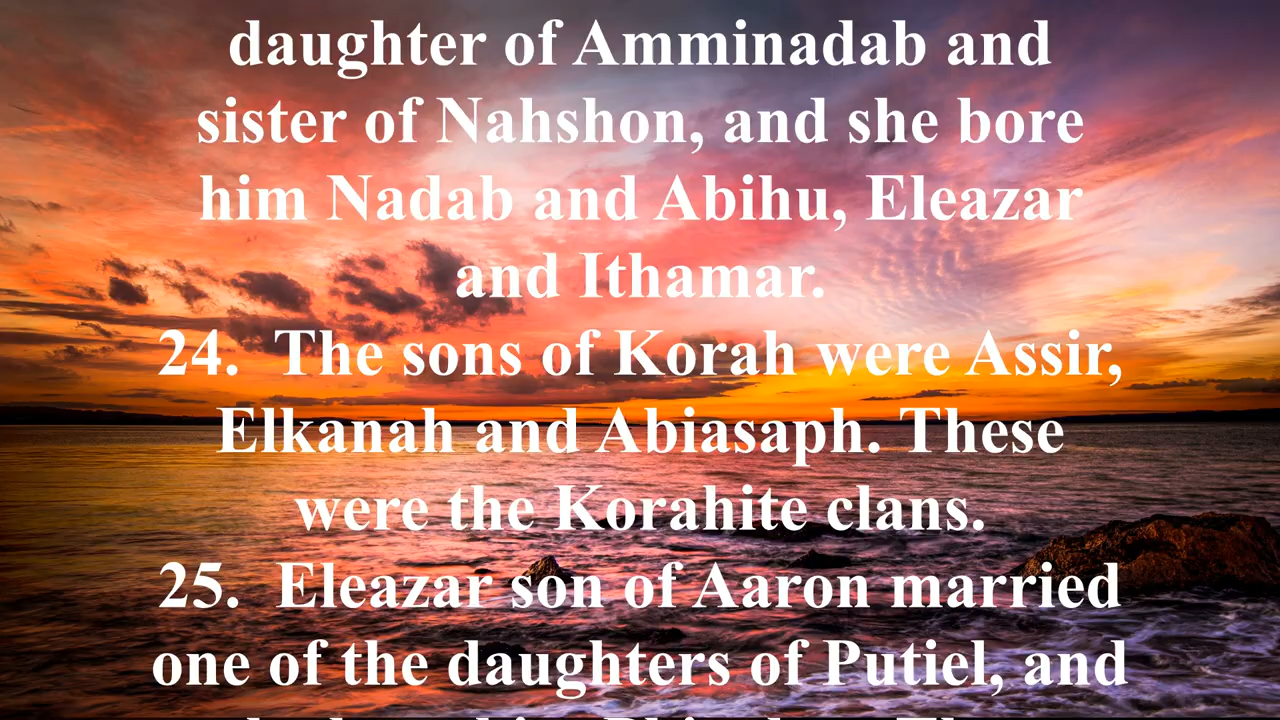 daughter of Amminadab and
sister of Nahshon, and she bore
him Nadab and Abihu, Eleazar
and Ithamar.
24. The sons of Korah were Assir,
Elkanah and Abiasaph. These
were the Korahite clans.
25. Eleazar son of Aaron married
one of the daughters of Putiel, and